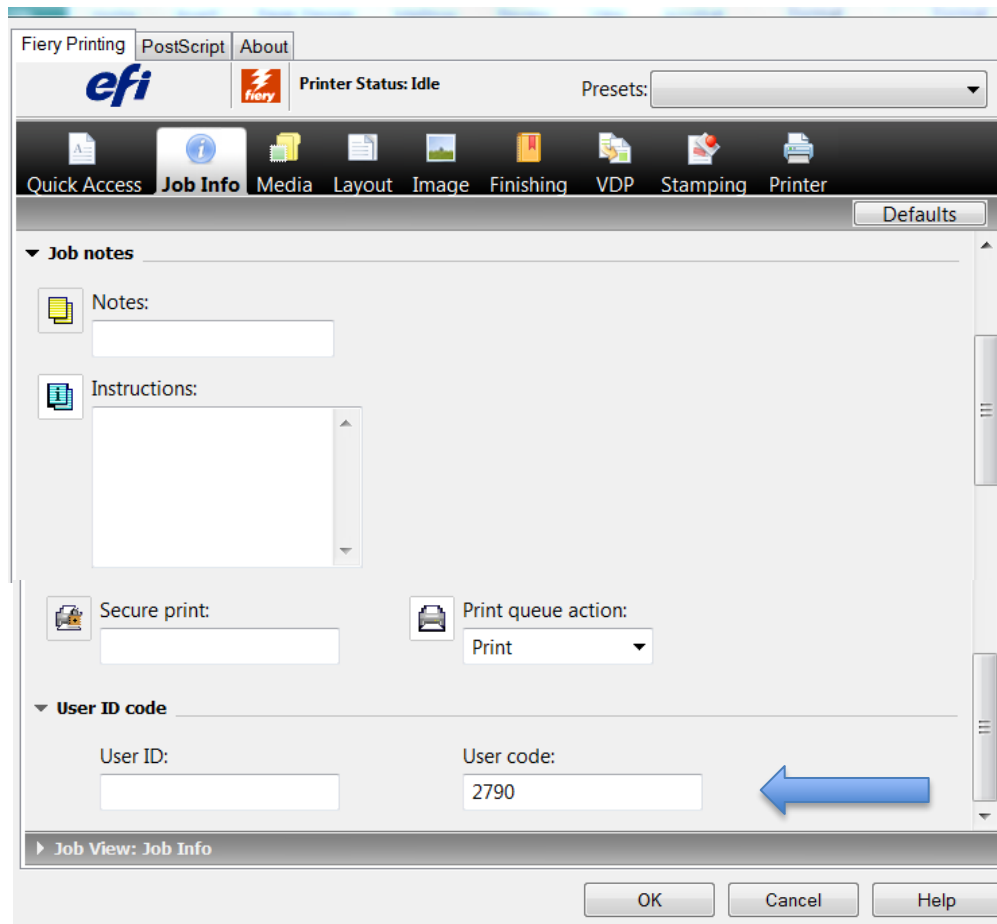 Fiery Printing PostScript About
efi fiery Printer Status: Idle Presets:
Quick Access Job Info Media Layout Image Finishing VDP Stamping Printer
Defaults
Job notes
Notes:
Instructions:
Secure print: Print queue action:
Print
User ID code
User ID: User code:
2790
Job View: Job Info
OK Cancel Help